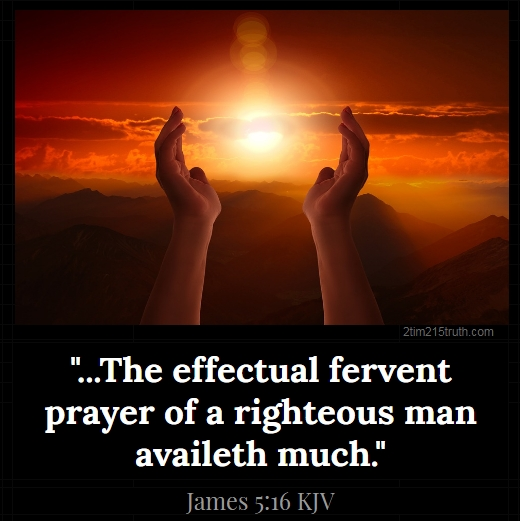 2tim215truth.com
"...The effectual fervent
prayer of a righteous man
availeth much."
James 5:16 KJV